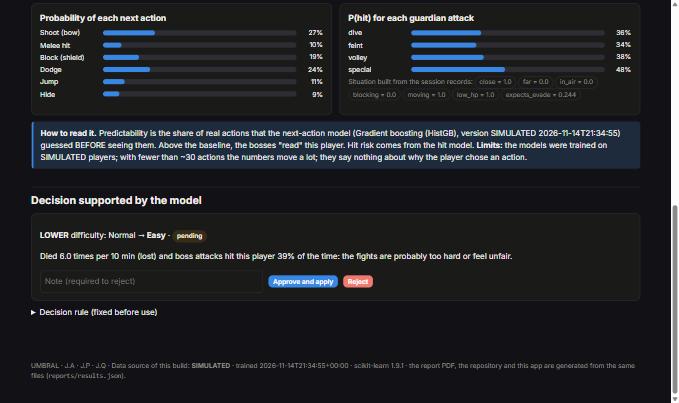 Probability of each next action
Shoot (bow) 27%
Melee hit 10%
Block (shield) 19%
Dodge 24%
Jump 11%
Hide 9%
P(hit) for each guardian attack
dive 36%
feint 34%
volley 38%
special 48%
Situation built from the session records: close = 1.0 far = 0.0 in_air = 0.0
blocking = 0.0 moving = 1.0 low_hp = 1.0 expects_evade = 0.244
How to read it. Predictability is the share of real actions that the next-action model (Gradient boosting (HistGB), version SIMULATED 2026-11-14T21:34:55)
guessed BEFORE seeing them. Above the baseline, the bosses "read" this player. Hit risk comes from the hit model. Limits: the models were trained on
SIMULATED players; with fewer than ~30 actions the numbers move a lot; they say nothing about why the player chose an action.
Decision supported by the model
LOWER difficulty: Normal → Easy · pending
Died 6.0 times per 10 min (lost) and boss attacks hit this player 39% of the time: the fights are probably too hard or feel unfair.
Note (required to reject) Approve and apply Reject
▶ Decision rule (fixed before use)
UMBRAL · J.A · J.P · J.Q · Data source of this build: SIMULATED · trained 2026-11-14T21:34:55+00:00 · scikit-learn 1.9.1 · the report PDF, the repository and this app are generated from the same
files (reports/results.json).